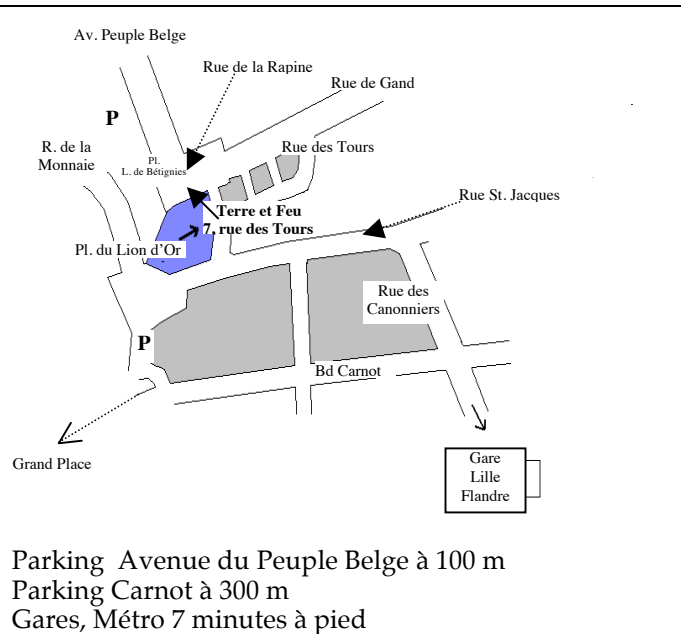 Av. Peuple Belge
Rue de la Rapine
Rue de Gand
P
R. de la
Monnaie
Pl.
L. de Bétignies
Rue des Tours
Rue St. Jacques
Terre et Feu
7, rue des Tours
Pl. du Lion d'Or
Rue des
Canonniers
P
Bd Carnot
Grand Place
Gare
Lille
Flandre
Parking Avenue du Peuple Belge à 100 m
Parking Carnot à 300 m
Gares, Métro 7 minutes à pied